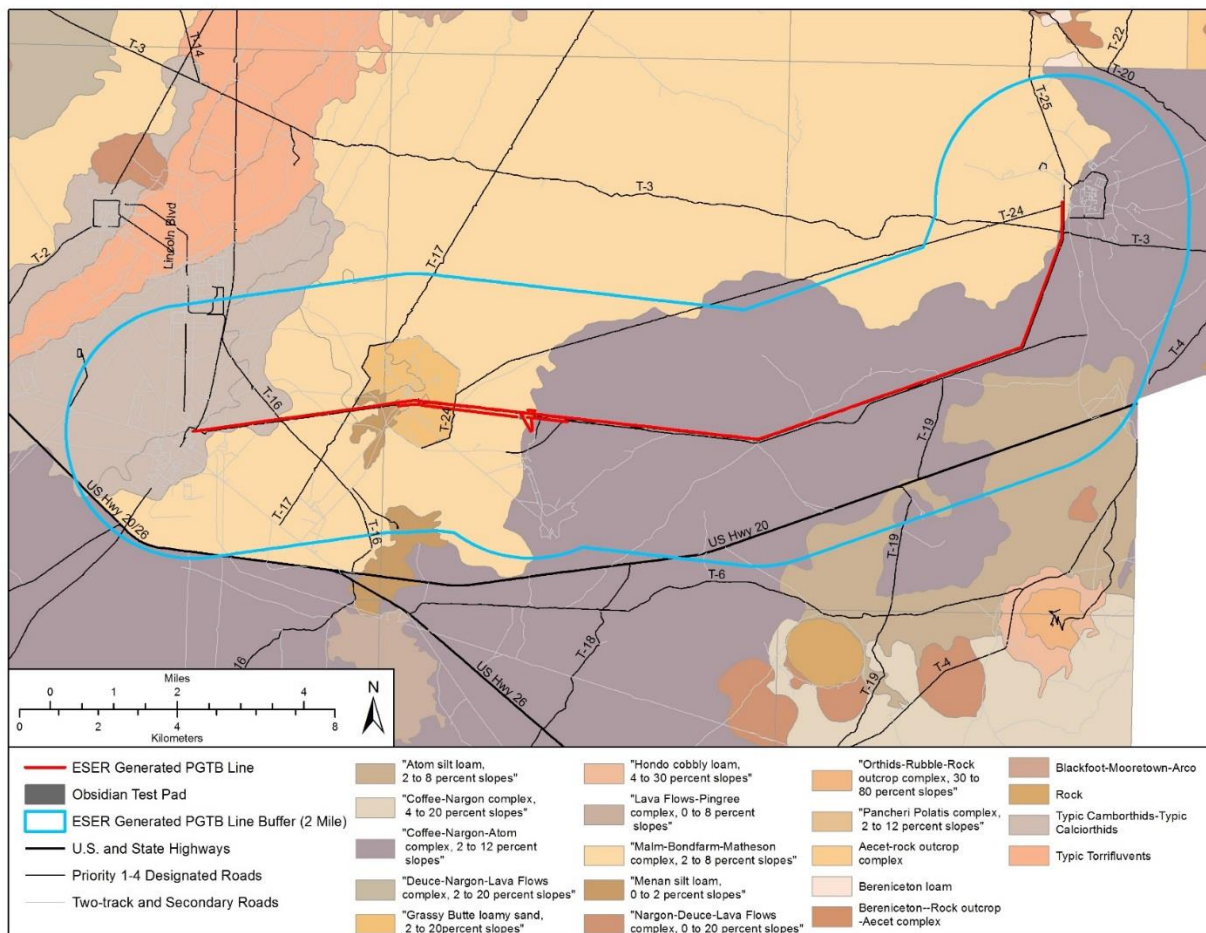 T-3
T-14
T-22
T-20
T-25
T-3
T-24
T-3
T-2
Lincoln Blvd
T-17
T-4
T-16
T-24
T-19
T-17
T-16
US Hwy 20/26
US Hwy 20
T-19
T-6
T-18
T-19
T-4
16
US Hwy 26
Miles
0 1 2 4
0 2 4 8
Kilometers
N
ESER Generated PGTB Line
Obsidian Test Pad
ESER Generated PGTB Line Buffer (2 Mile)
U.S. and State Highways
Priority 1-4 Designated Roads
Two-track and Secondary Roads
"Atom silt loam,
2 to 8 percent slopes"
"Coffee-Nargon complex,
4 to 20 percent slopes"
"Coffee-Nargon-Atom
complex, 2 to 12 percent
slopes"
"Deuce-Nargon-Lava Flows
complex, 2 to 20 percent slopes"
"Grassy Butte loamy sand,
2 to 20percent slopes"
"Hondo cobbly loam,
4 to 30 percent slopes"
"Lava Flows-Pingree
complex, 0 to 8 percent
slopes"
"Malm-Bondfarm-Matheson
complex, 2 to 8 percent slopes"
"Menan silt loam,
0 to 2 percent slopes"
"Nargon-Deuce-Lava Flows
complex, 0 to 20 percent slopes"
"Orthids-Rubble-Rock
outcrop complex, 30 to
80 percent slopes"
"Pancheri Polatis complex,
2 to 12 percent slopes"
Aecet-rock outcrop
complex
Bereniceton loam
Bereniceton--Rock outcrop
-Aecet complex
Blackfoot-Mooretown-Arco
Rock
Typic Camborthids-Typic
Calciorthids
Typic Torrifluvents